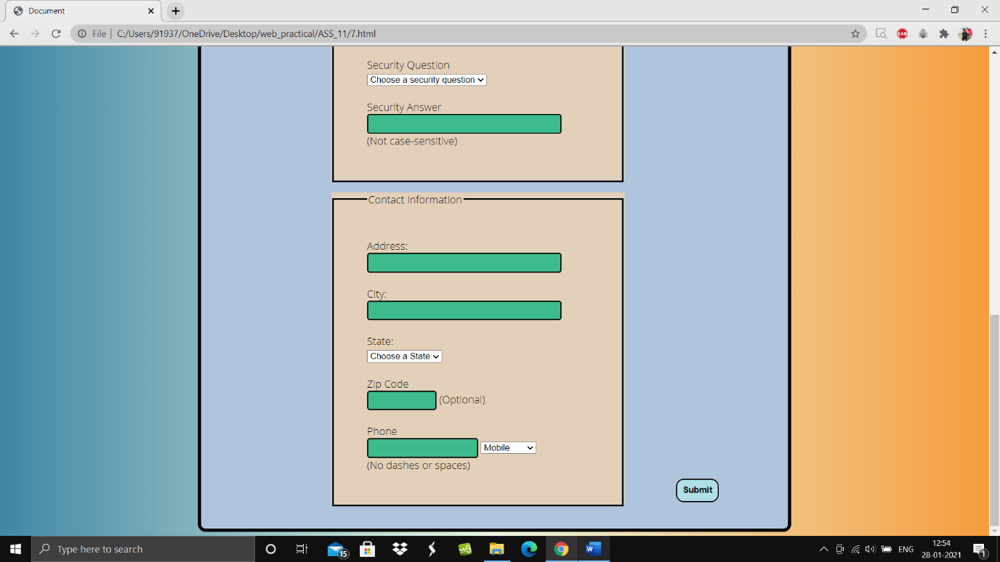 Document
File
C:/Users/91937/OneDrive/Desktop/web_practical/ASS_11/7.html
EAB
Security Question
Choose a security question
Security Answer
(Not case-sensitive)
Contact Information
Address:
City:
State:
Choose a State
Zip Code
(Optional)
Phone
Mobile
(No dashes or spaces)
Submit
Type here to search
15
W
ENG
12:54
28-01-2021
1